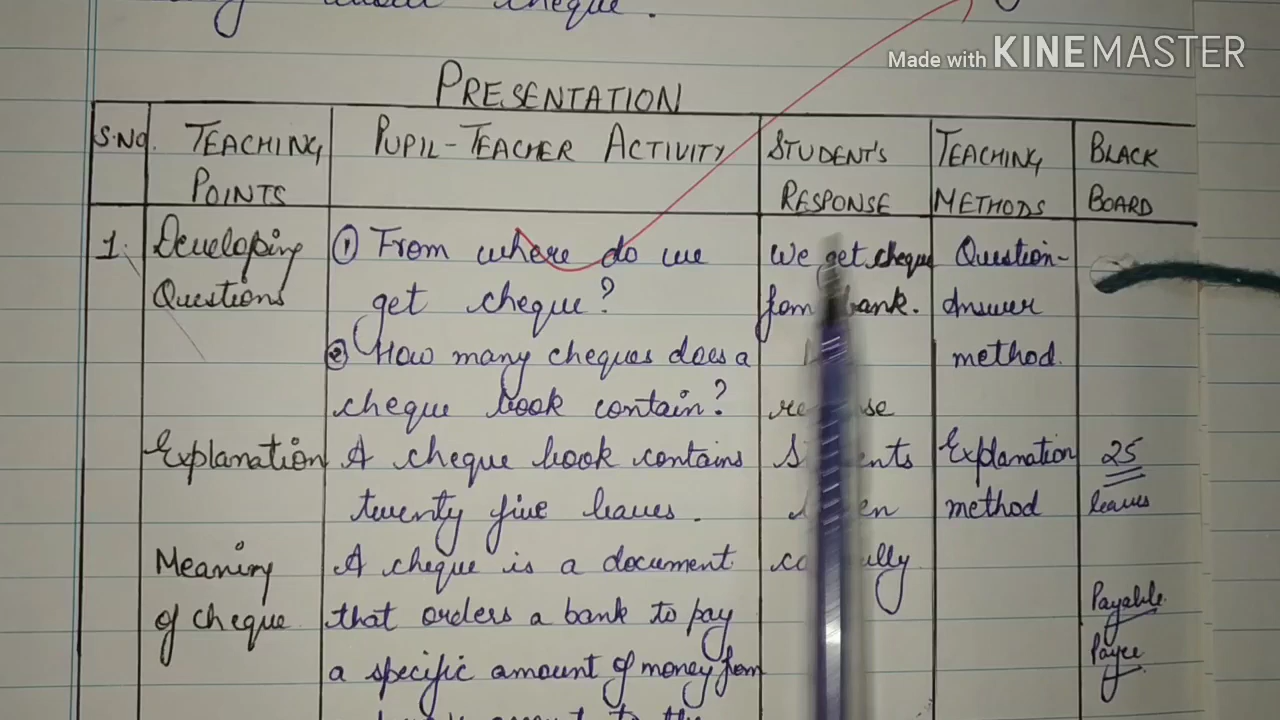 cheque.
Made with KINEMASTER
PRESENTATION
S.No. TEACHING POINTS PUPIL-TEACHER ACTIVITY STUDENT'S RESPONSE TEACHING METHODS BLACK BOARD
1. Developing Questions
① From where do we
get cheque?
② How many cheques does a
cheque book contain?
We get cheque
fom bank.
Question-
Answer
method.
Explanation
A cheque book contains
twenty five leaves.
Explanation
method
25
leaves
Meaning
of cheque
A cheque is a document
that orders a bank to pay
a specific amount of money from
Payable
Payee